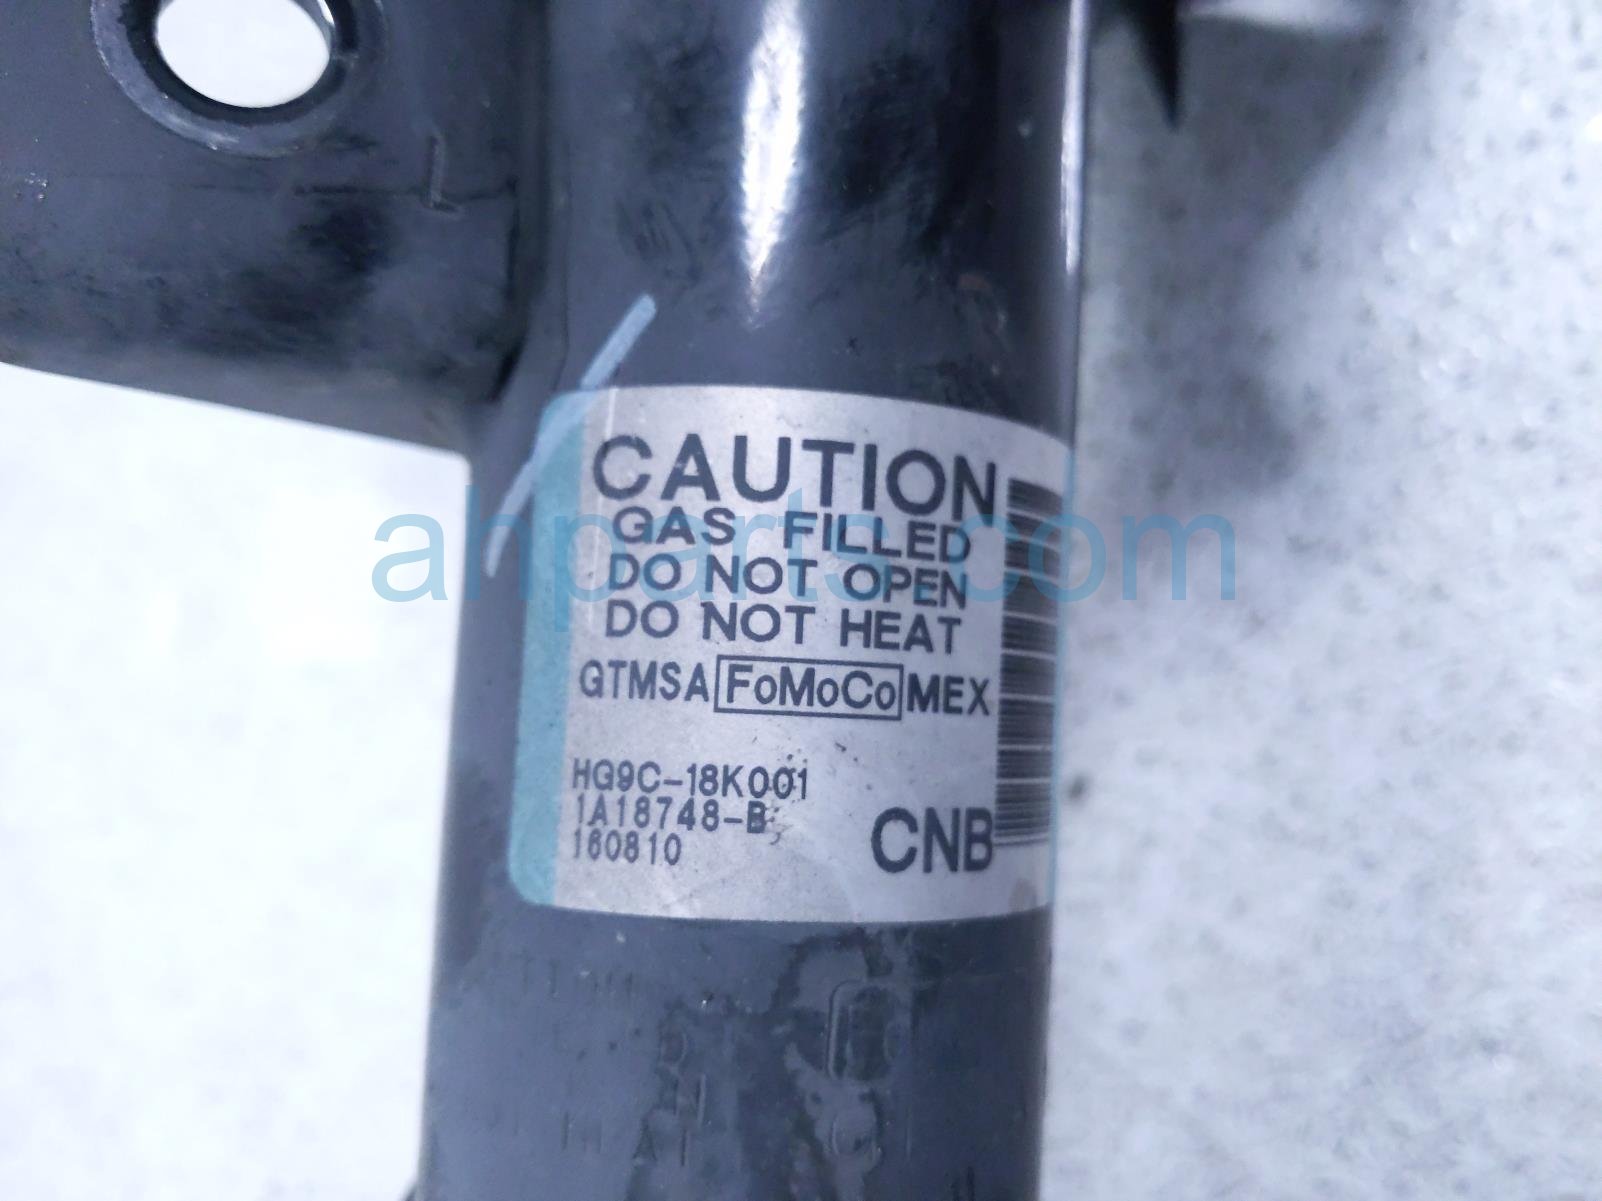 L
CAUTION
GAS FILLED
DO NOT OPEN
DO NOT HEAT
GTMSA FoMoCo MEX
HG9C-18K001
1A18748-B
160810
CNB
ahparts.com